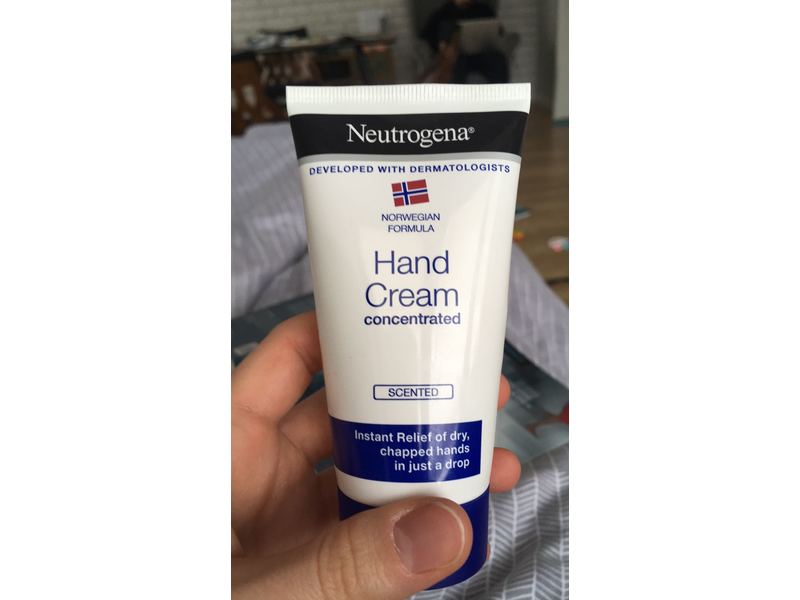 Neutrogena®
DEVELOPED WITH DERMATOLOGISTS
NORWEGIAN
FORMULA
Hand
Cream
concentrated
SCENTED
Instant Relief of dry,
chapped hands
in just a drop